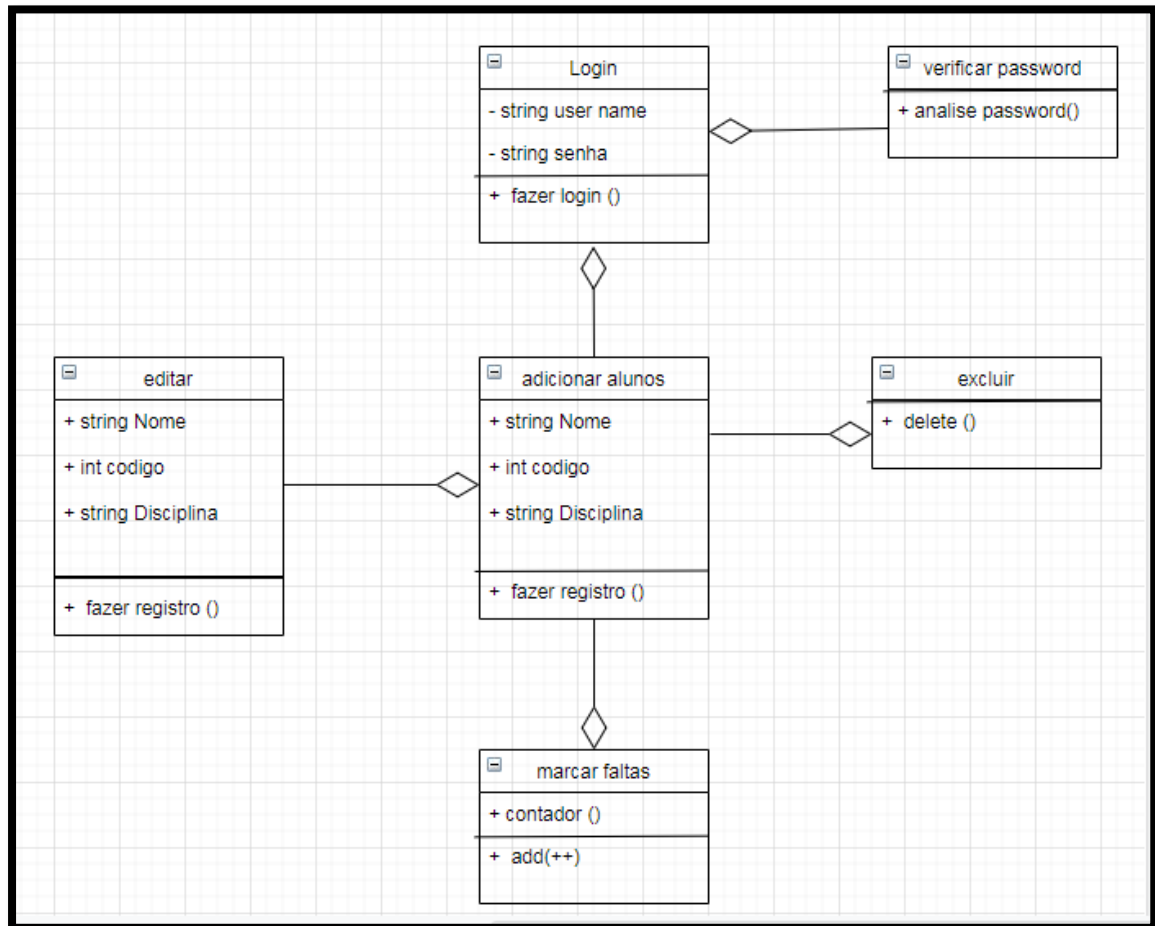 Login
- string user name
- string senha
+ fazer login ()
verificar password
+ analise password()
editar
+ string Nome
+ int codigo
+ string Disciplina
+ fazer registro ()
adicionar alunos
+ string Nome
+ int codigo
+ string Disciplina
+ fazer registro ()
excluir
+ delete ()
marcar faltas
+ contador ()
+ add(++)